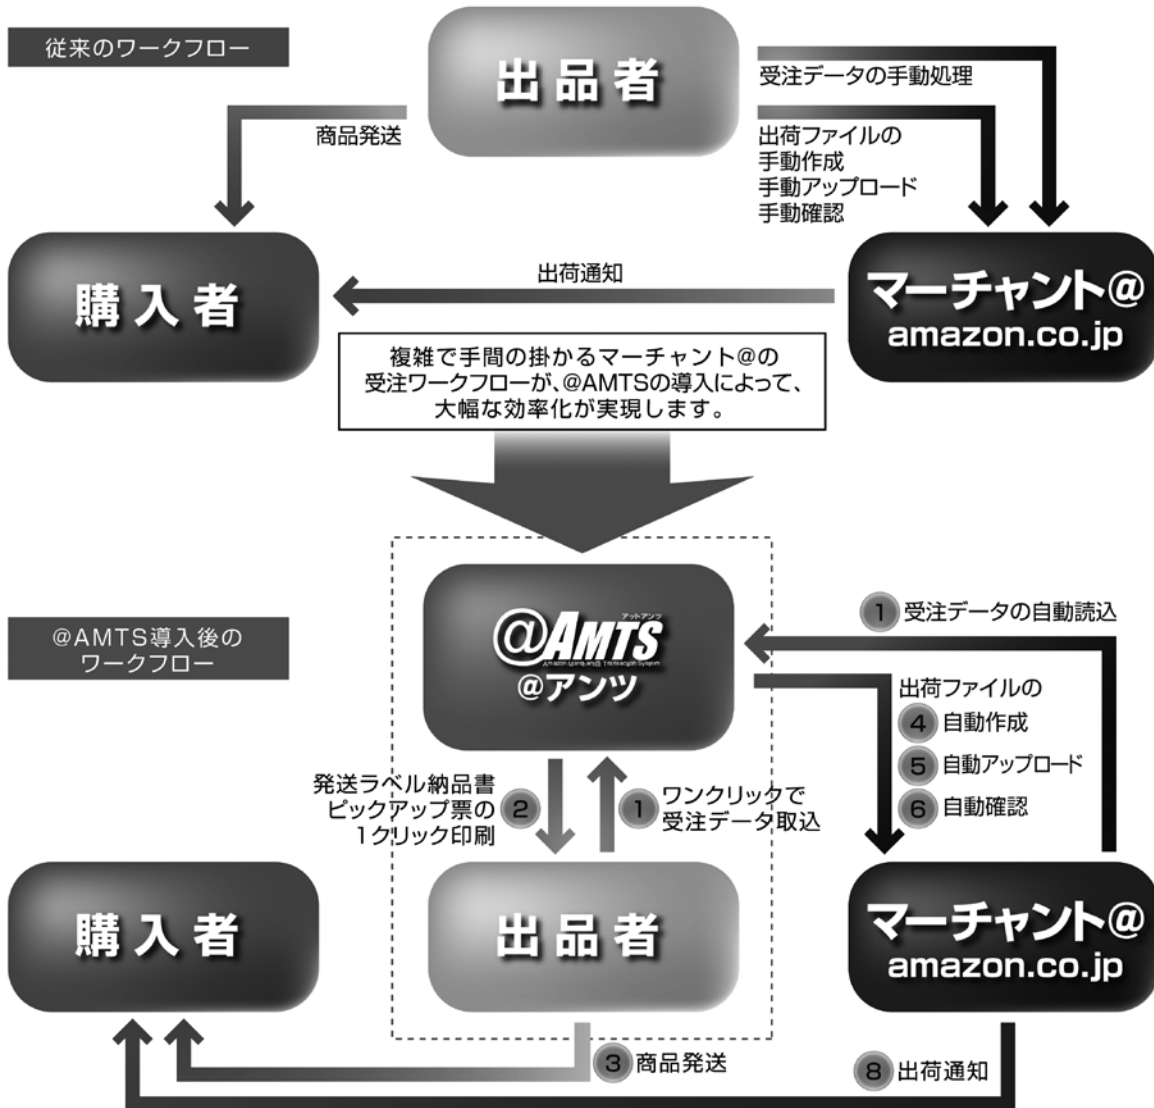 従来のワークフロー
出品者
受注データの手動処理
商品発送
出荷ファイルの
手動作成
手動アップロード
手動確認
購入者
出荷通知
マーチャント@
amazon.co.jp
複雑で手間の掛かるマーチャント@の
受注ワークフローが、@AMTSの導入によって、
大幅な効率化が実現します。
@AMTS導入後の
ワークフロー
アットアンツ
@AMTS
Amazon Merchant@ Transaction System
@アンツ
1 受注データの自動読込
出荷ファイルの
4 自動作成
5 自動アップロード
6 自動確認
発送ラベル納品書
ピックアップ票の
1クリック印刷
2
1 ワンクリックで
受注データ取込
購入者
出品者
マーチャント@
amazon.co.jp
3 商品発送
8 出荷通知